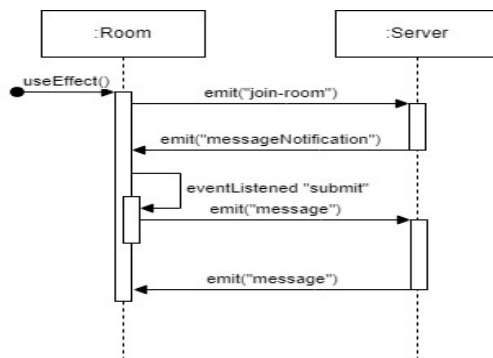 :Room
:Server
useEffect()
emit("join-room")
emit("messageNotification")
eventListened "submit"
emit("message")
emit("message")